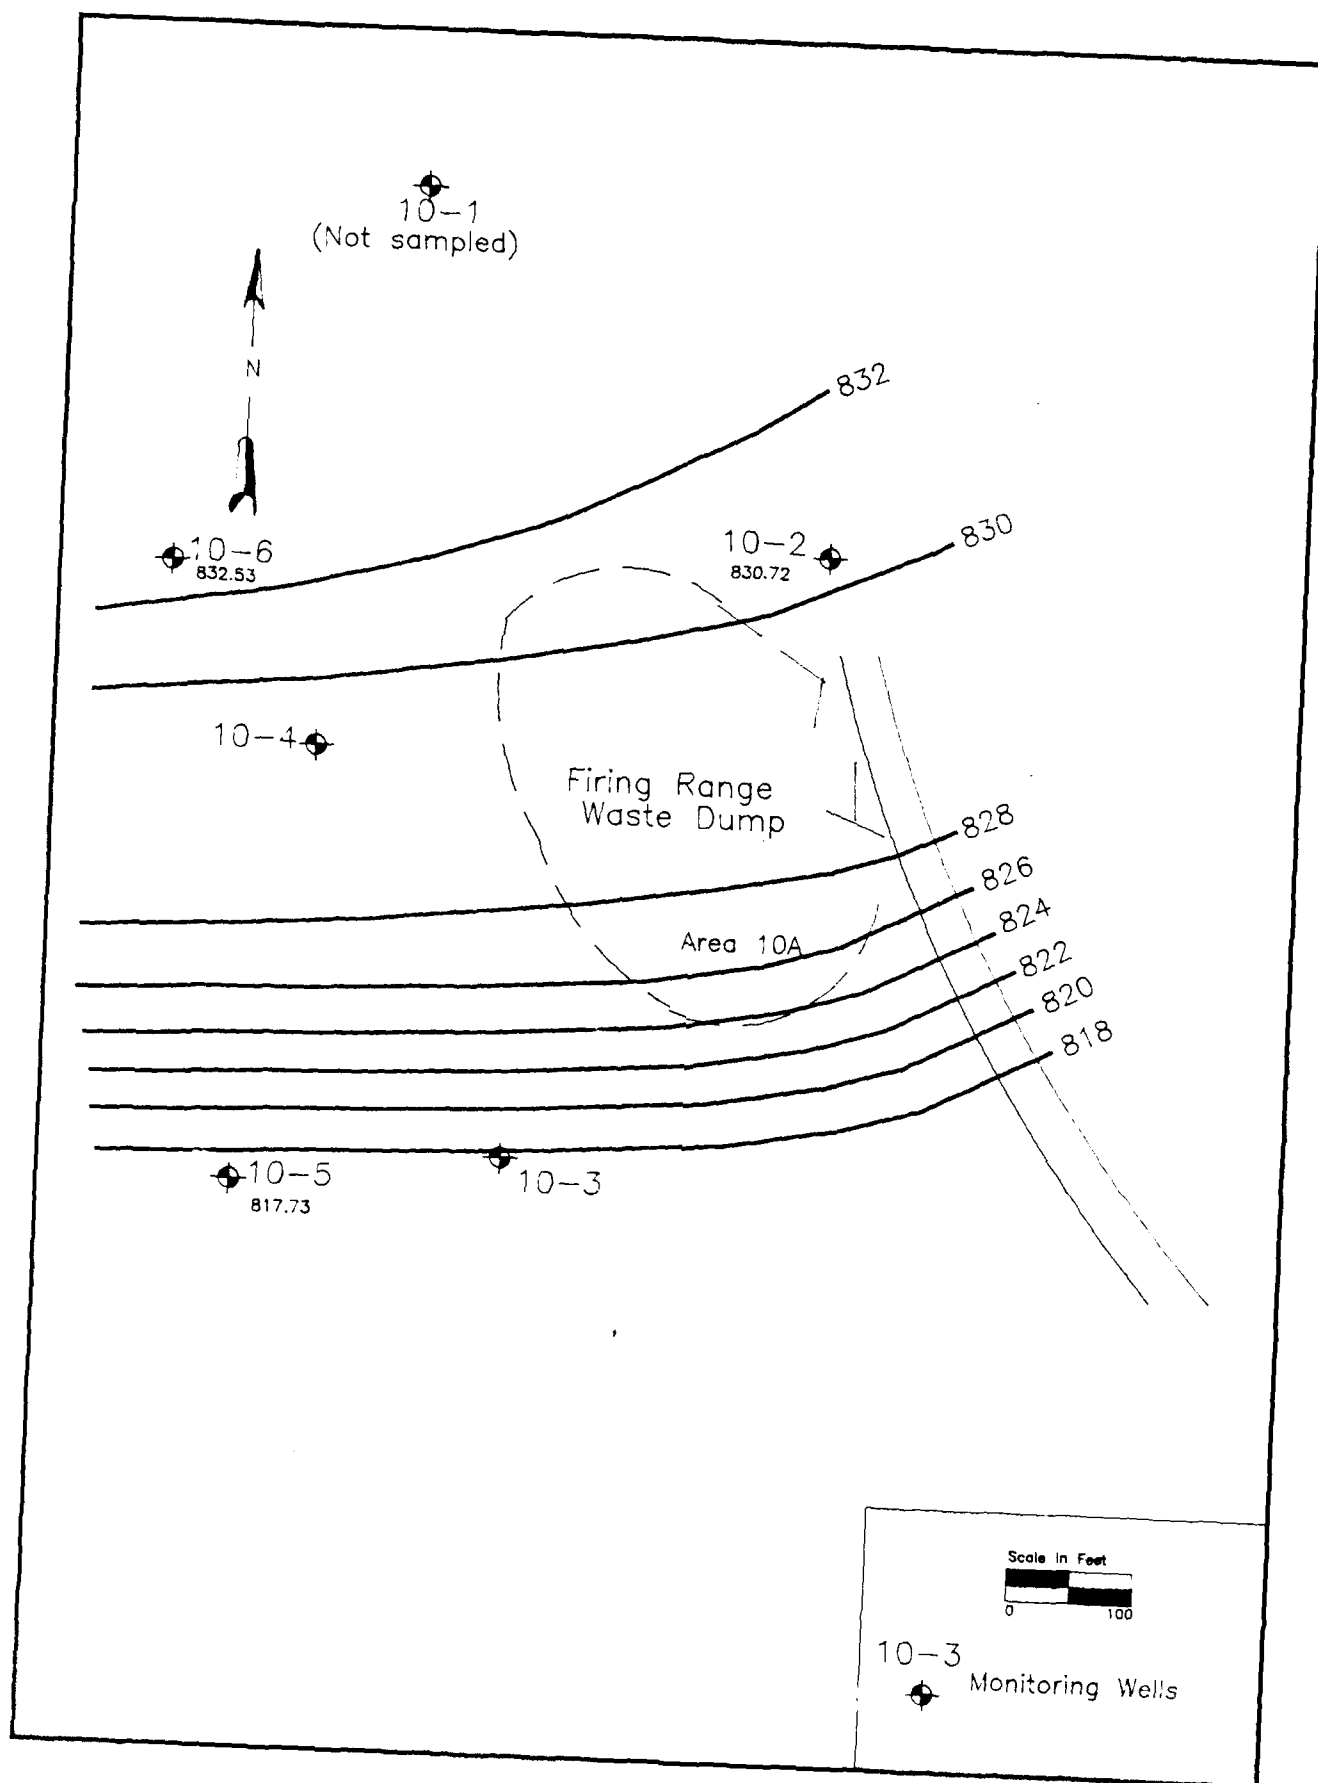 10-1
(Not sampled)
N
832
10-6
832.53
10-2
830.72
830
10-4
Firing Range
Waste Dump
828
826
Area 10A
824
822
820
818
10-5
817.73
10-3
Scale In Feet
0 100
10-3
Monitoring Wells